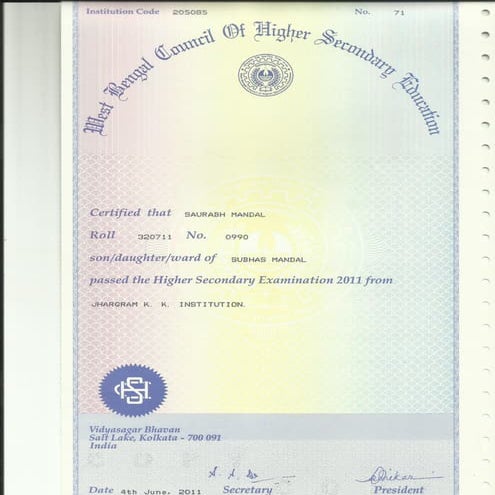 Institution Code 205085 No. 71
West Bengal Council Of Higher Secondary Education
Certified that SAURABH MANDAL
Roll 320711 No. 0990
son/daughter/ward of SUBHAS MANDAL
passed the Higher Secondary Examination 2011 from
JHARGRAM K. K. INSTITUTION.
Vidyasagar Bhavan
Salt Lake, Kolkata - 700 091
India
Date 4th June, 2011 Secretary President